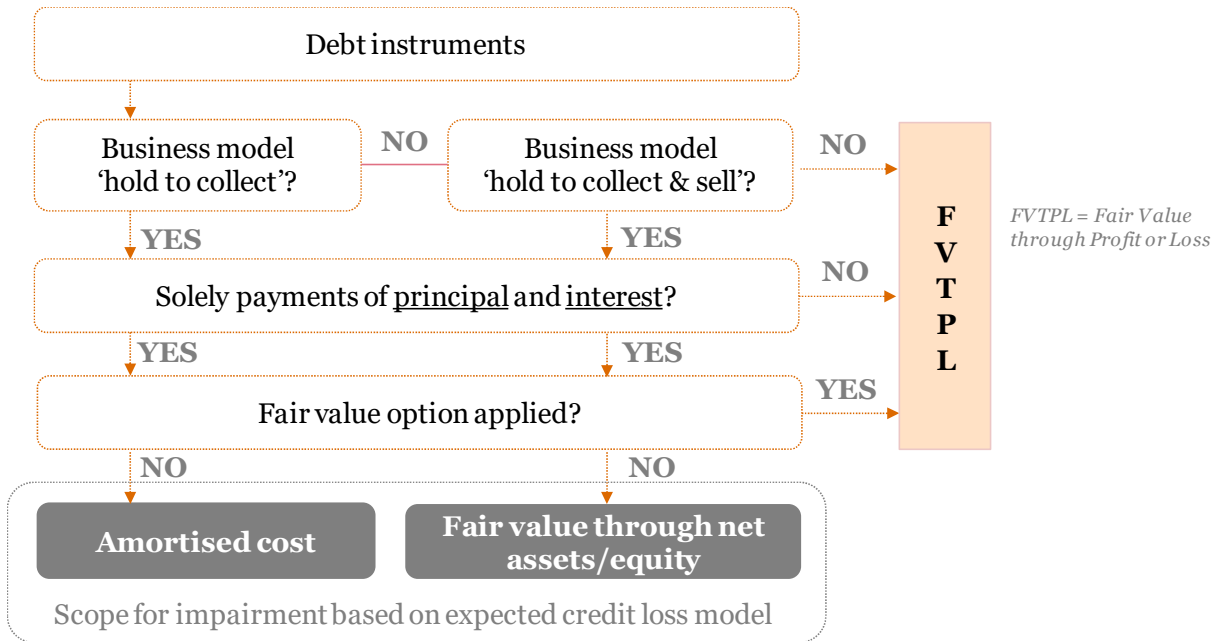 Debt instruments
Business model
‘hold to collect’?
NO
Business model
‘hold to collect & sell’?
NO
YES
YES
Solely payments of principal and interest?
NO
YES
YES
Fair value option applied?
YES
NO
NO
Amortised cost
Fair value through net
assets/equity
Scope for impairment based on expected credit loss model
F
V
T
P
L
FVTPL = Fair Value
through Profit or Loss